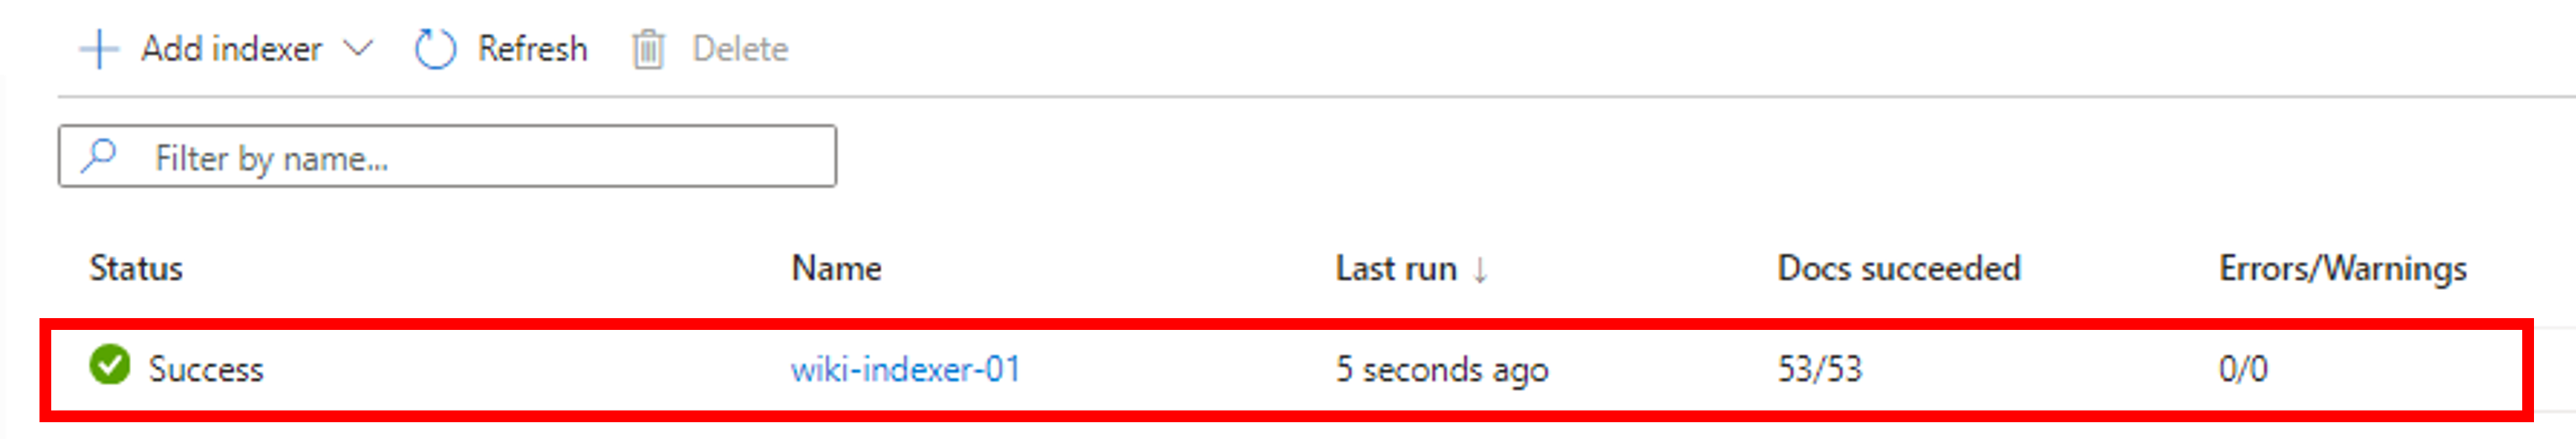 Add indexer Refresh Delete
Filter by name...
Status Name Last run ↓ Docs succeeded Errors/Warnings
Success wiki-indexer-01 5 seconds ago 53/53 0/0